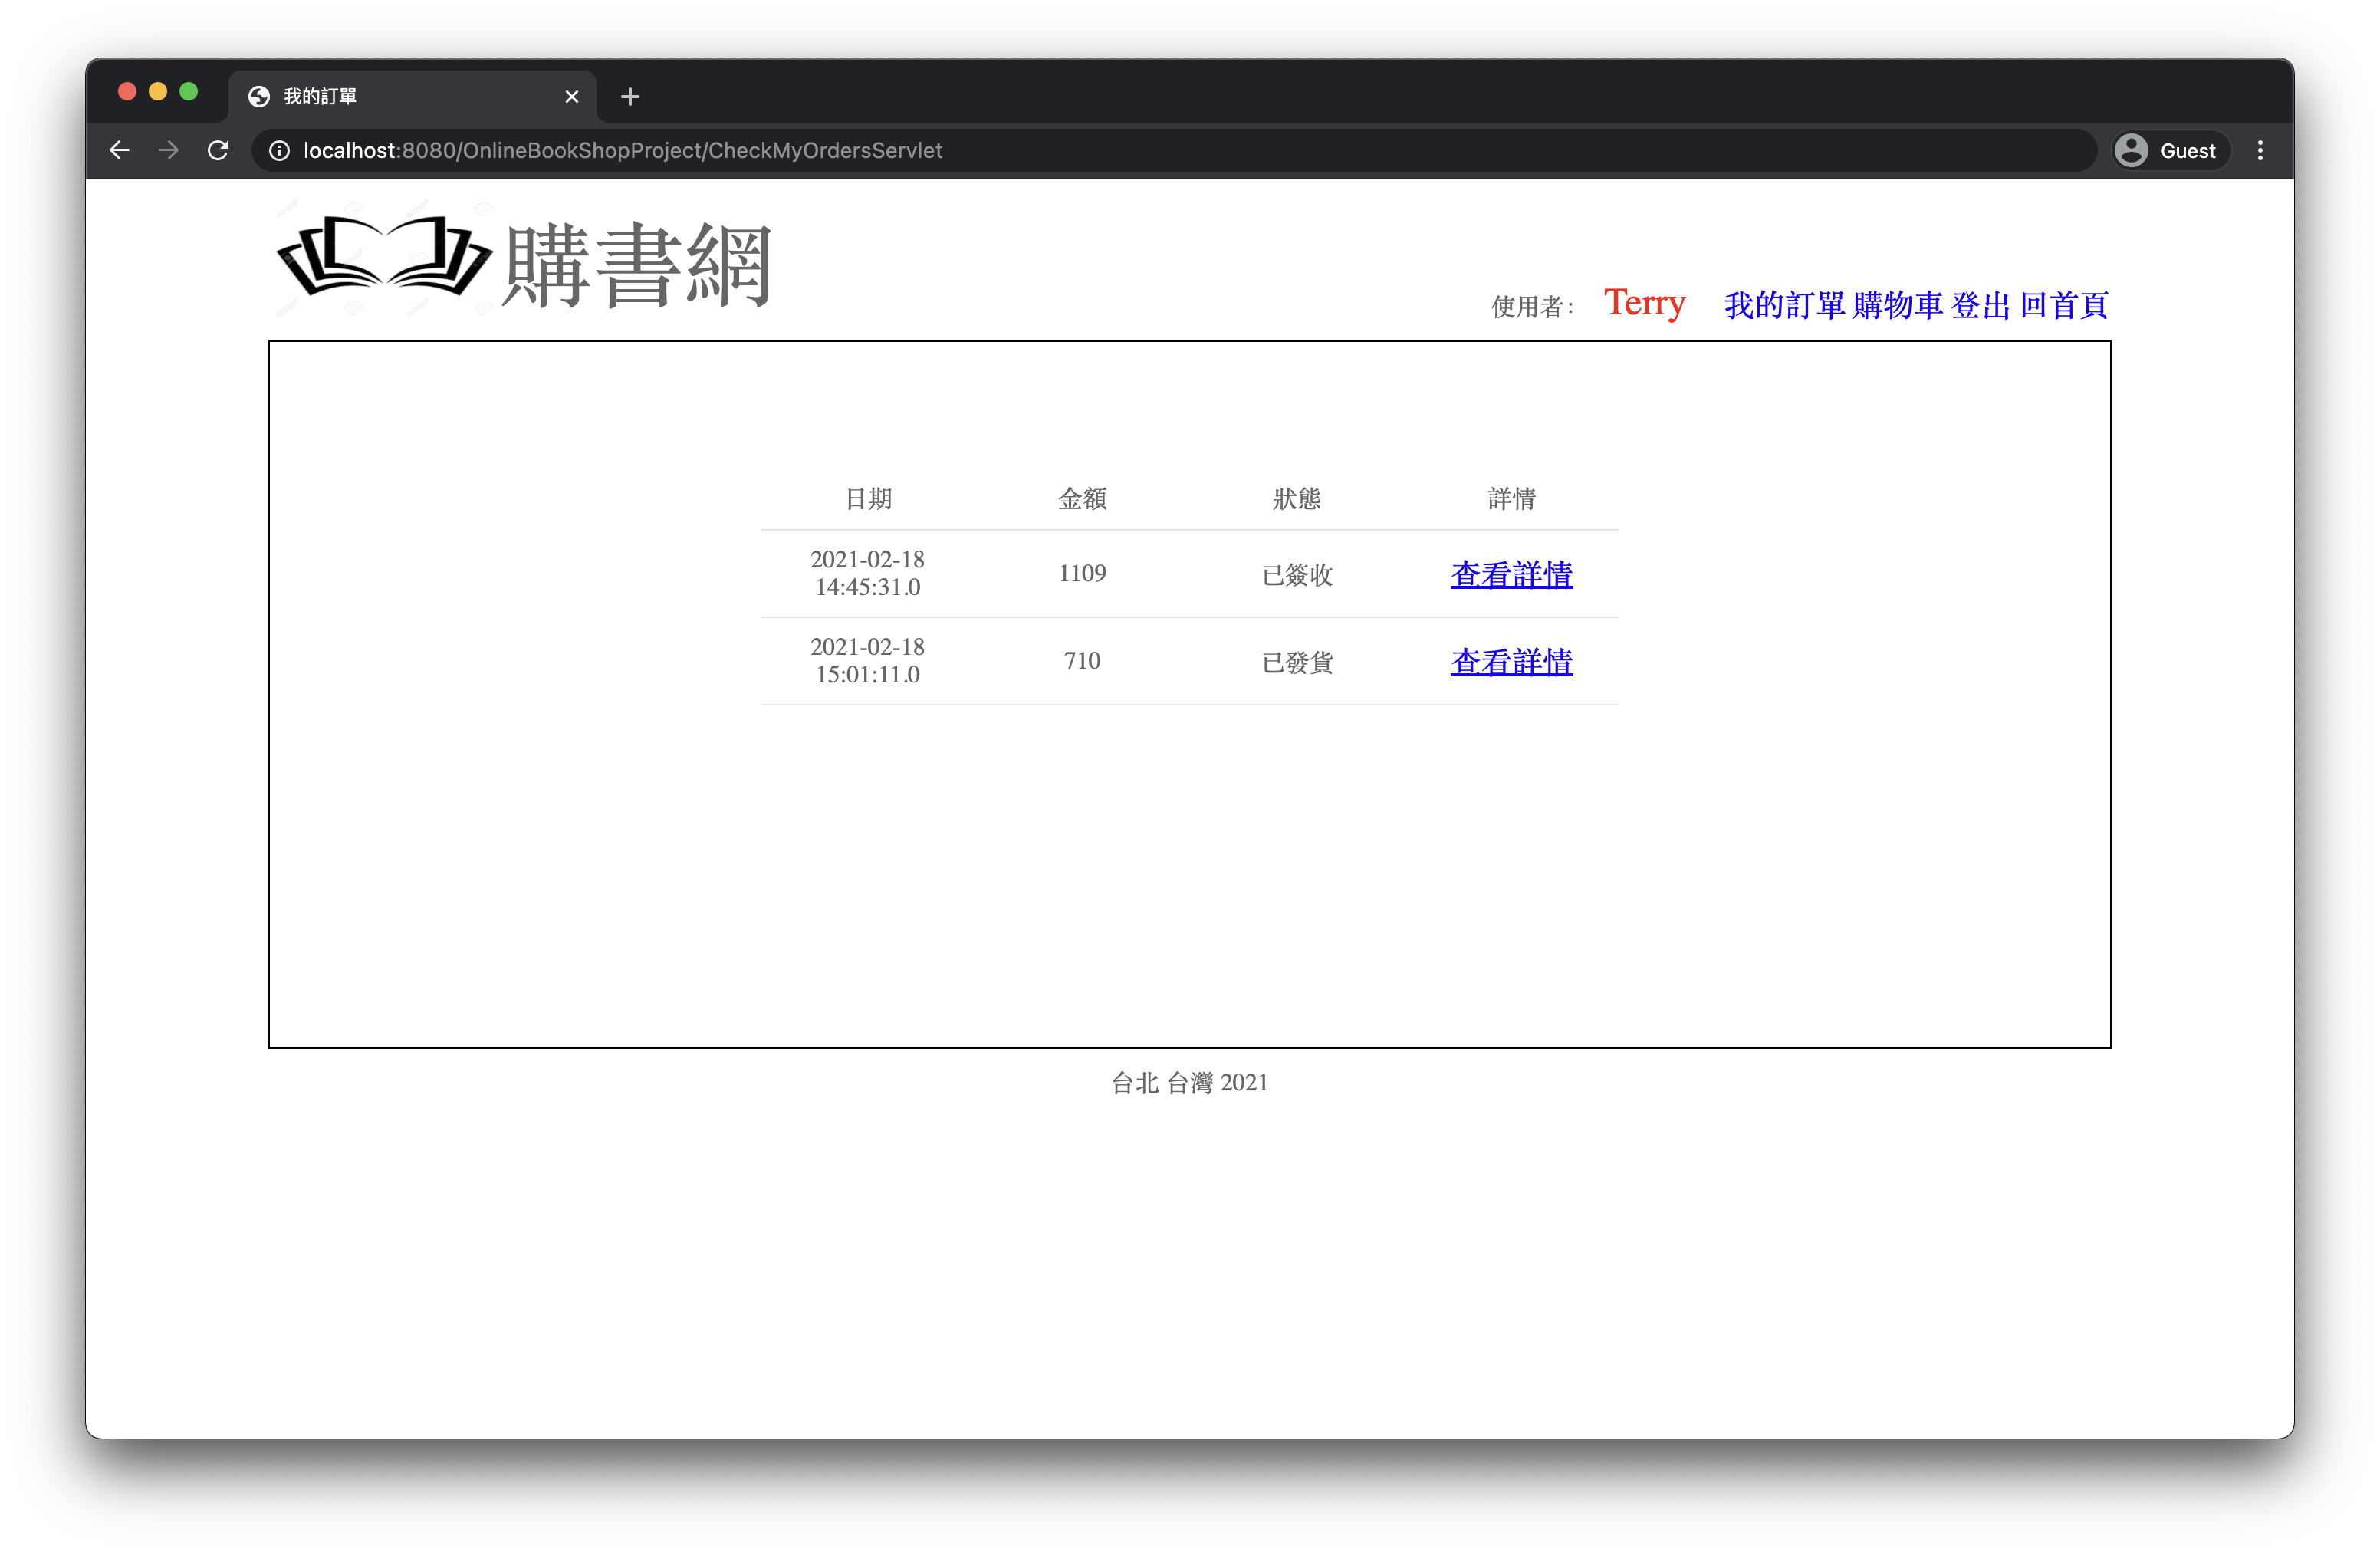 我的訂單
localhost:8080/OnlineBookShopProject/CheckMyOrdersServlet
Guest
購書網
使用者： Terry 我的訂單 購物車 登出 回首頁
日期 金額 狀態 詳情
2021-02-18
14:45:31.0 1109 已簽收 查看詳情
2021-02-18
15:01:11.0 710 已發貨 查看詳情
台北 台灣 2021